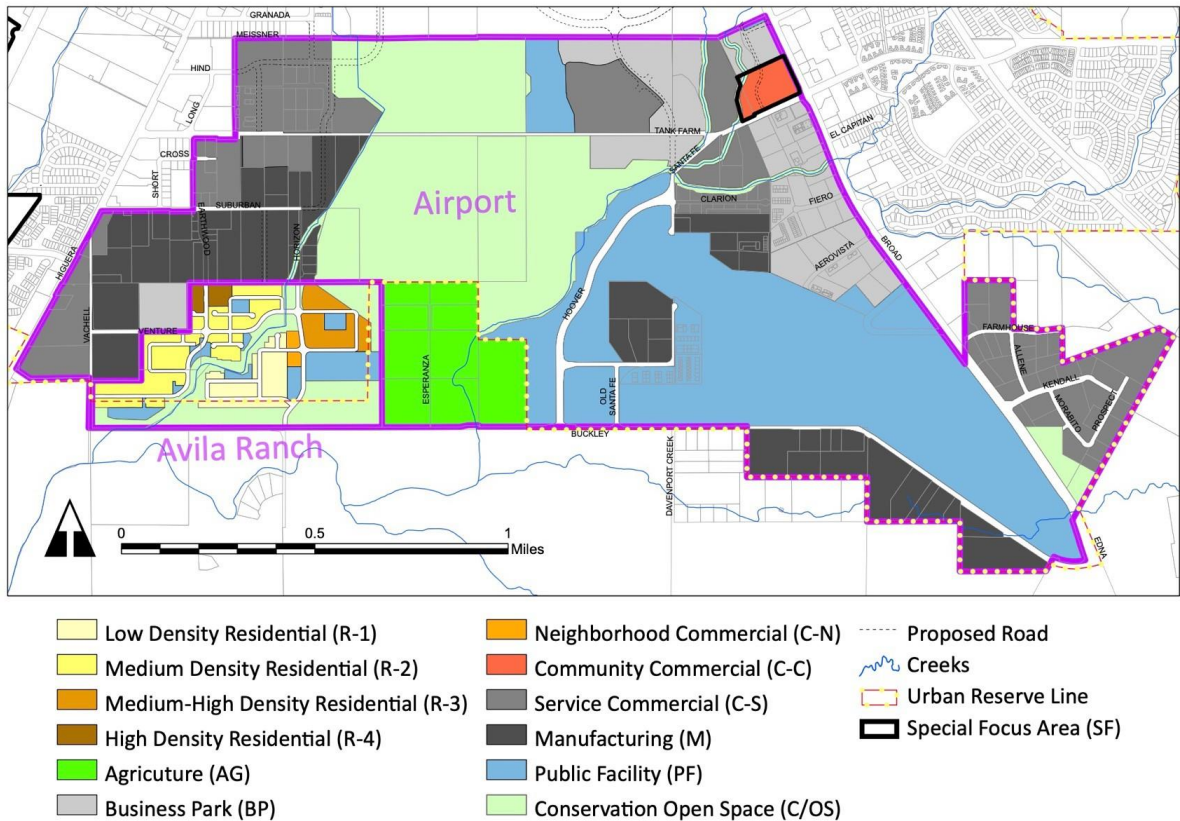 GRANADA
MEISSNER
HIND
LONG
CROSS
SHORT
TANK FARM
SANTA FE
EL CAPITAN
CLARION
FIERO
AEROVISTA
BROAD
Airport
SUBURBAN
EARTHWOOD
HORIZON
HIGUERA
VACHELL
VENTURE
HOOVER
ESPERANZA
OLD
SANTA FE
FARMHOUSE
ALLENE
KENDALL
MORABITO
PROSPECT
BUCKLEY
Avila Ranch
DAVENPORT CREEK
EDNA
0 0.5 1
Miles
Low Density Residential (R-1)
Medium Density Residential (R-2)
Medium-High Density Residential (R-3)
High Density Residential (R-4)
Agricuture (AG)
Business Park (BP)
Neighborhood Commercial (C-N)
Community Commercial (C-C)
Service Commercial (C-S)
Manufacturing (M)
Public Facility (PF)
Conservation Open Space (C/OS)
Proposed Road
Creeks
Urban Reserve Line
Special Focus Area (SF)